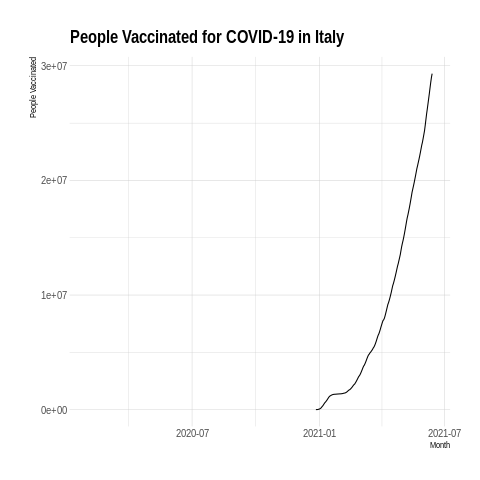 People Vaccinated for COVID-19 in Italy
People Vaccinated
3e+07
2e+07
1e+07
0e+00
2020-07
2021-01
2021-07
Month